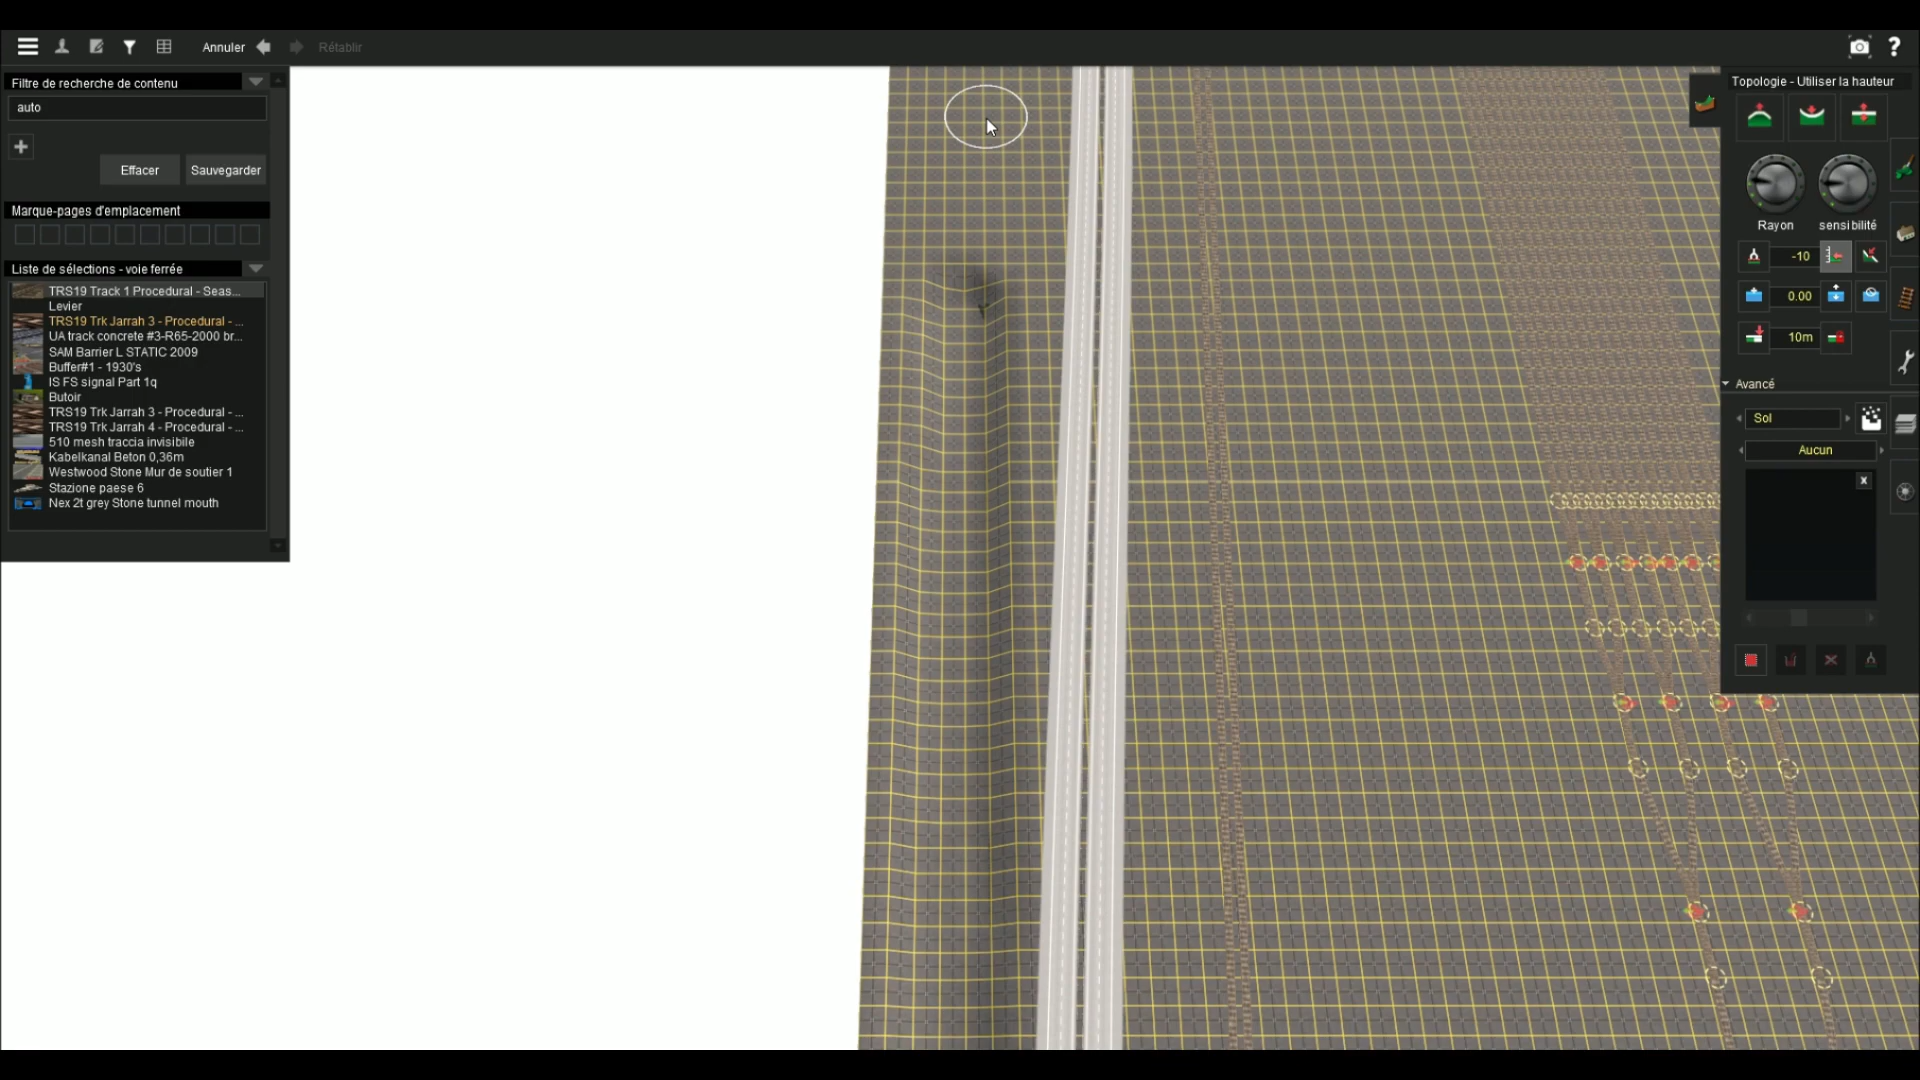 Annuler
Rétablir
?
Filtre de recherche de contenu
auto
Effacer
Sauvegarder
Marque-pages d'emplacement
Liste de sélections - voie ferrée
TRS19 Track 1 Procedural - Seas...
Levier
TRS19 Trk Jarrah 3 - Procedural - ...
UA track concrete #3-R65-2000 br...
SAM Barrier L STATIC 2009
Buffer#1 - 1930's
IS FS signal Part 1q
Butoir
TRS19 Trk Jarrah 3 - Procedural - ...
TRS19 Trk Jarrah 4 - Procedural - ...
510 mesh traccia invisibile
Kabelkanal Beton 0,36m
Westwood Stone Mur de soutier 1
Stazione paese 6
Nex 2t grey Stone tunnel mouth
Topologie - Utiliser la hauteur
Rayon
sensibilité
-10
0.00
10m
Avancé
Sol
Aucun
x